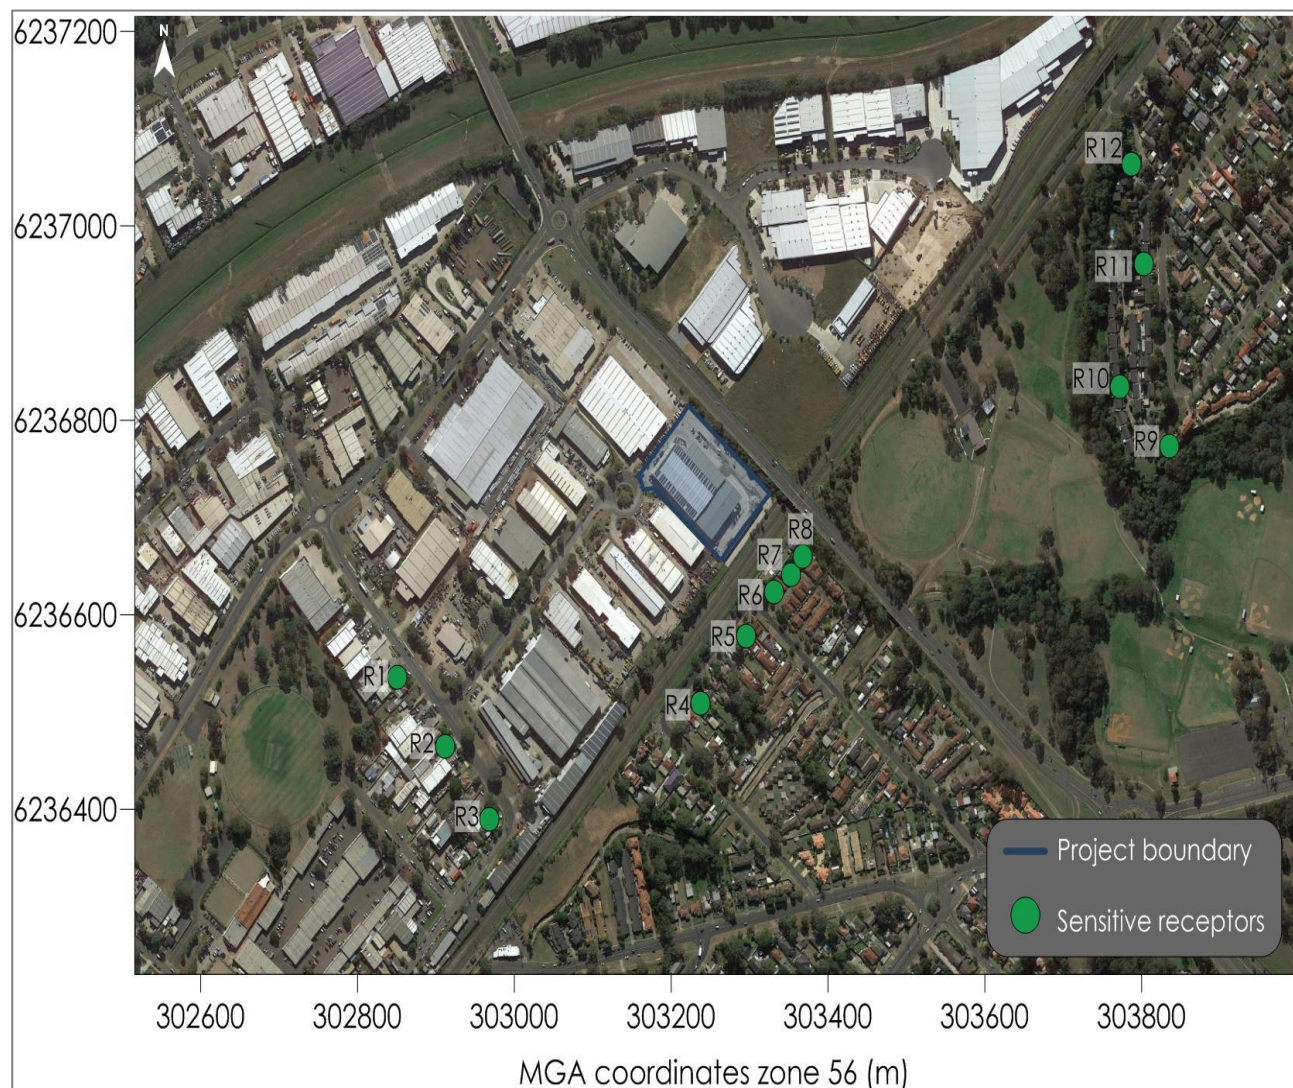 6237200
N
R12
6237000
R11
R10
6236800
R9
R8
R7
R6
6236600
R5
R1
R4
R2
6236400
R3
Project boundary
Sensitive receptors
302600
302800
303000
303200
303400
303600
303800
MGA coordinates zone 56 (m)